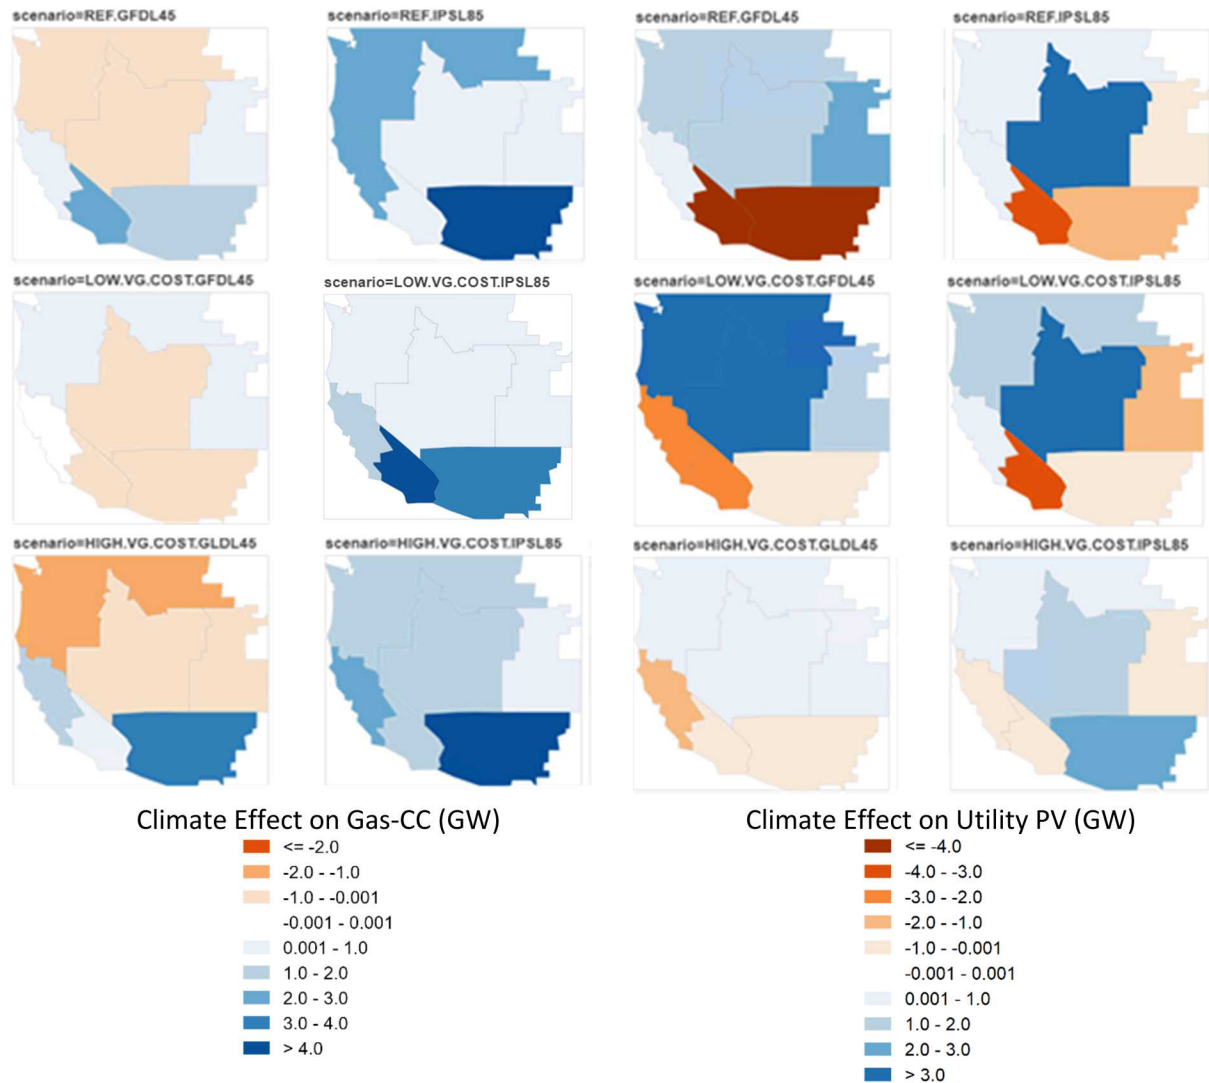 scenario=REF.GFDL45
scenario=REF.IPSL85
scenario=REF.GFDL45
scenario=REF.IPSL85
scenario=LOW.VG.COST.GFDL45
scenario=LOW.VG.COST.IPSL85
scenario=LOW.VG.COST.GFDL45
scenario=LOW.VG.COST.IPSL85
scenario=HIGH.VG.COST.GLDL45
scenario=HIGH.VG.COST.IPSL85
scenario=HIGH.VG.COST.GLDL45
scenario=HIGH.VG.COST.IPSL85
Climate Effect on Gas-CC (GW)
<= -2.0
-2.0 - -1.0
-1.0 - -0.001
-0.001 - 0.001
0.001 - 1.0
1.0 - 2.0
2.0 - 3.0
3.0 - 4.0
> 4.0
Climate Effect on Utility PV (GW)
<= -4.0
-4.0 - -3.0
-3.0 - -2.0
-2.0 - -1.0
-1.0 - -0.001
-0.001 - 0.001
0.001 - 1.0
1.0 - 2.0
2.0 - 3.0
> 3.0